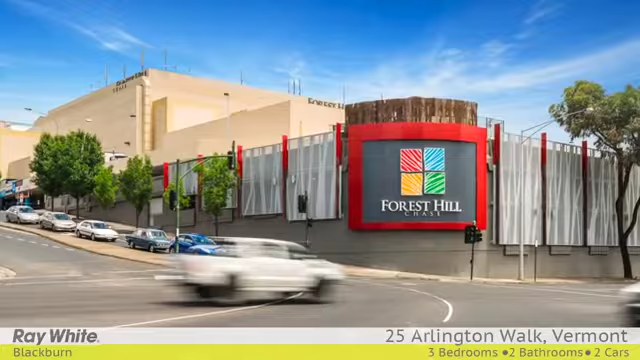 FOREST HILL
CHASE
Ray White.
Blackburn
25 Arlington Walk, Vermont
3 Bedrooms •2 Bathrooms• 2 Cars